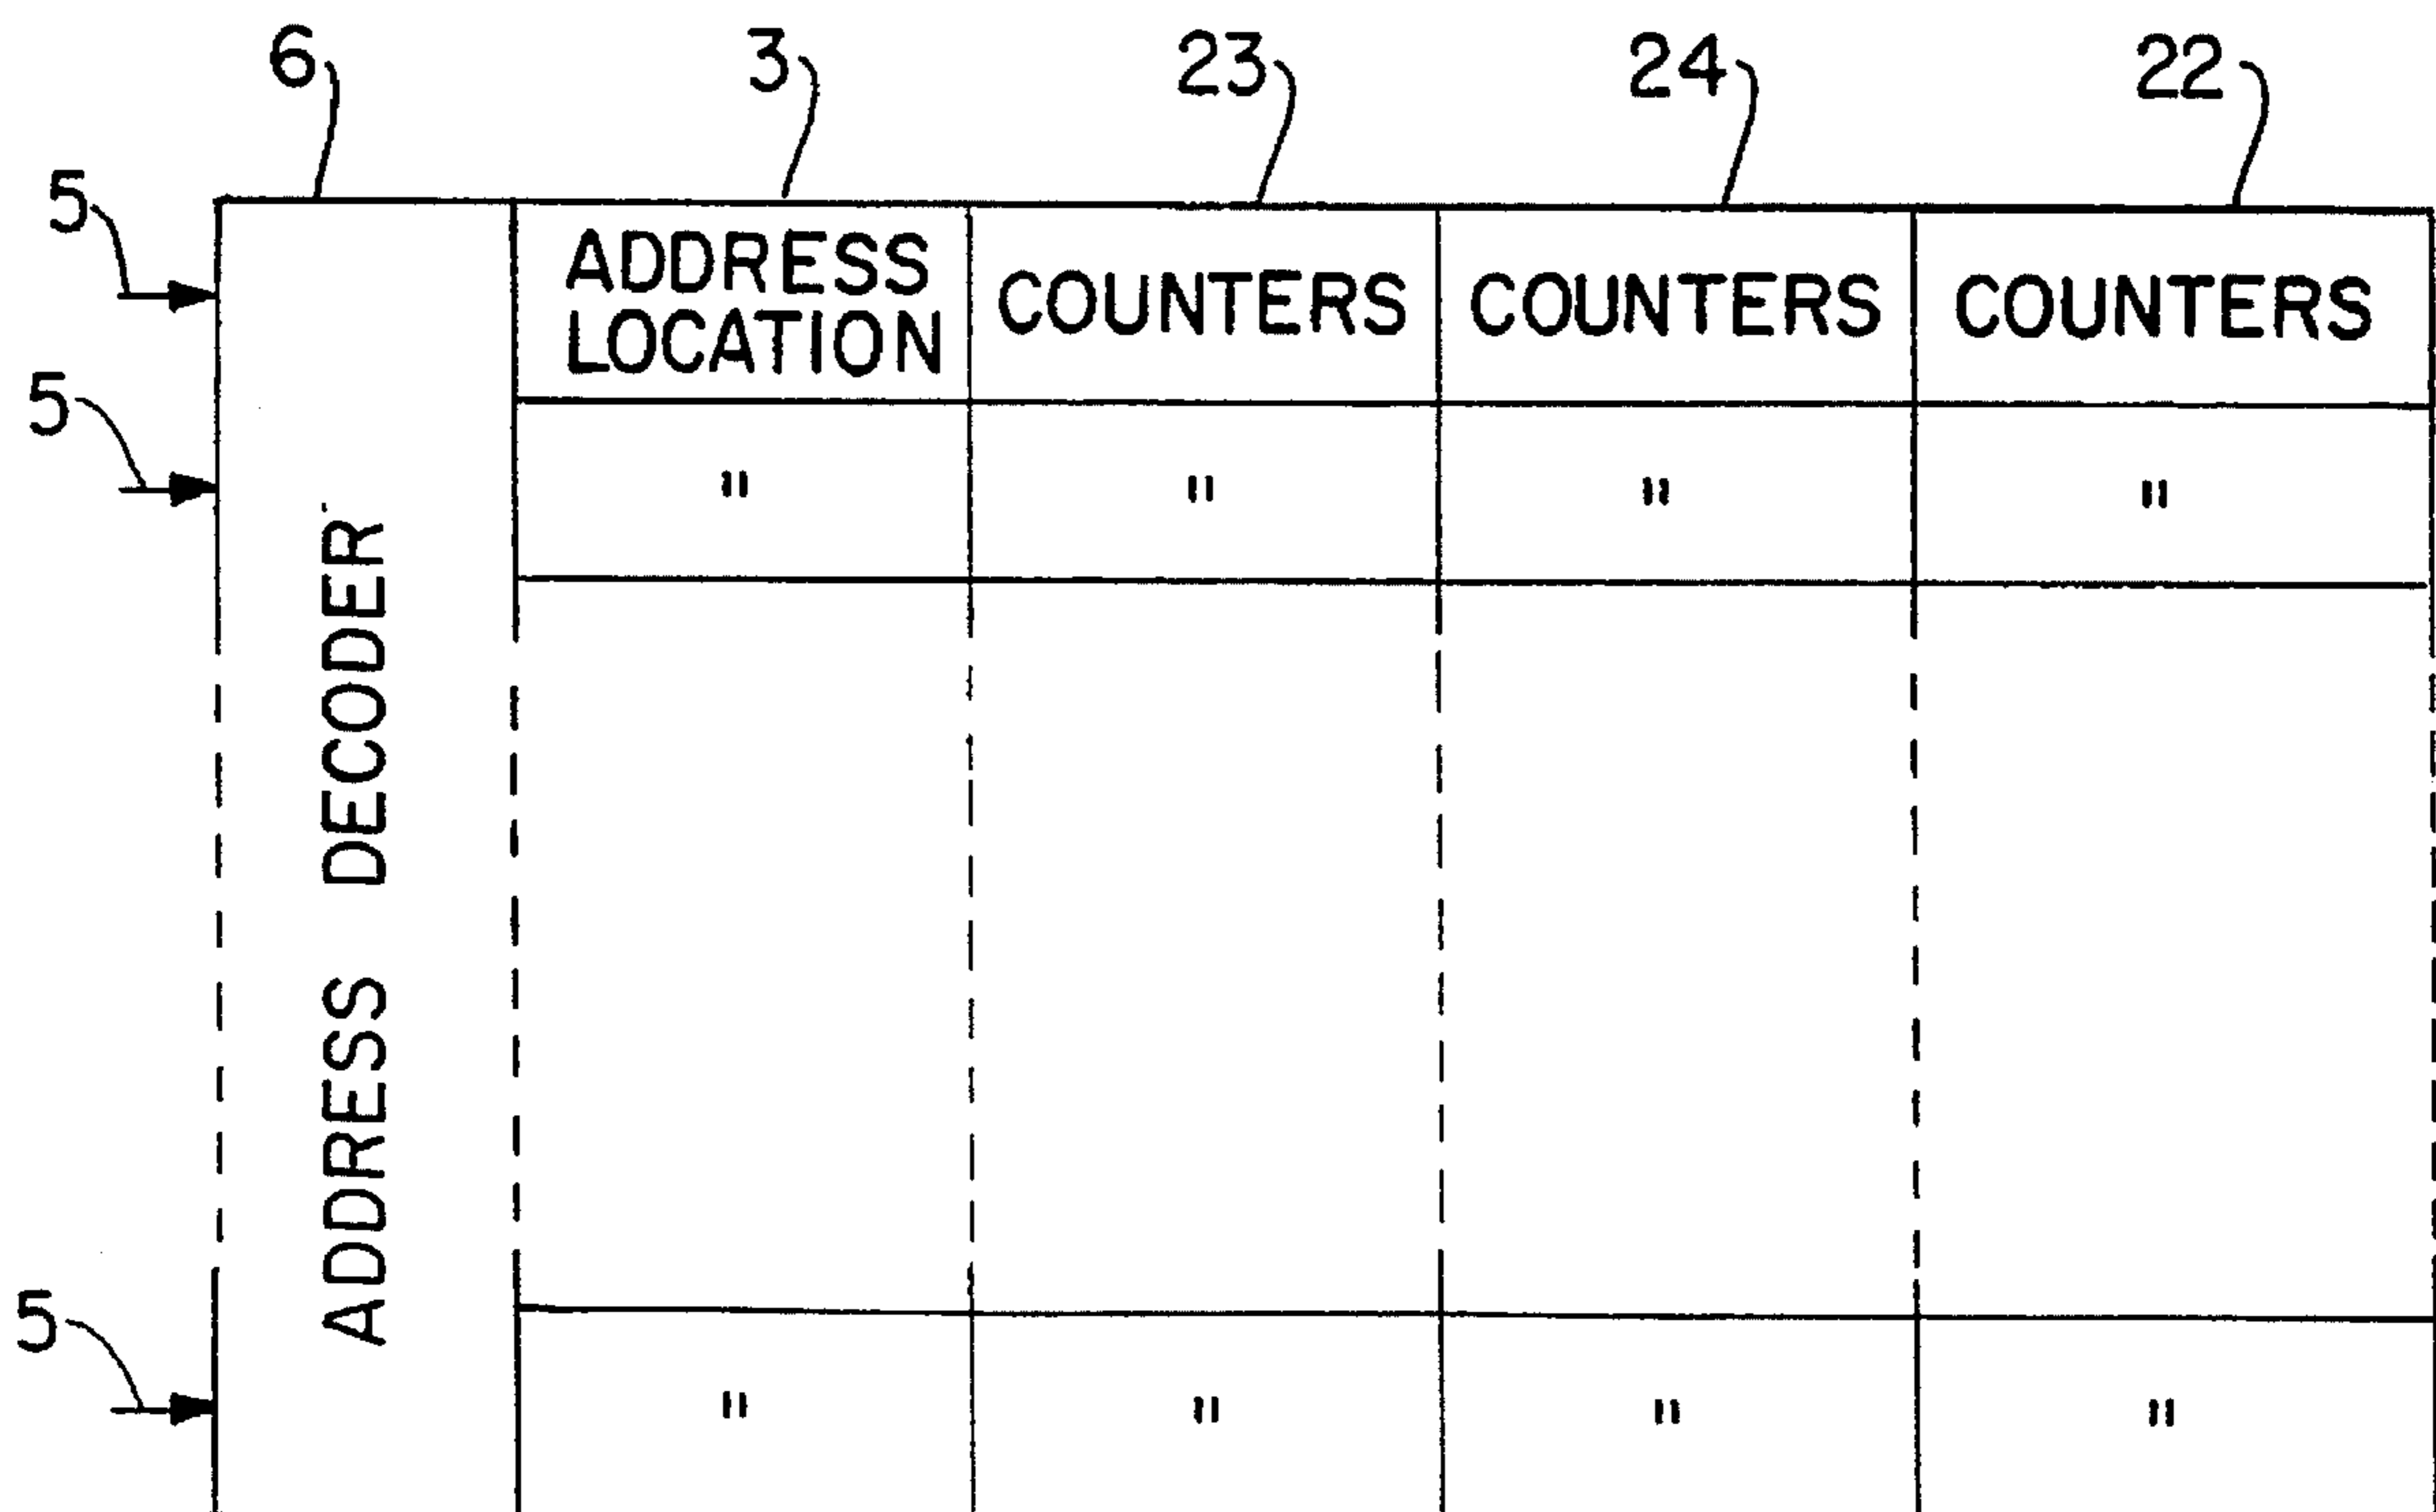 6 3 23 24 22
5
ADDRESS
LOCATION
COUNTERS
COUNTERS
COUNTERS
5
" " " "
ADDRESS DECODER
5
" " " "